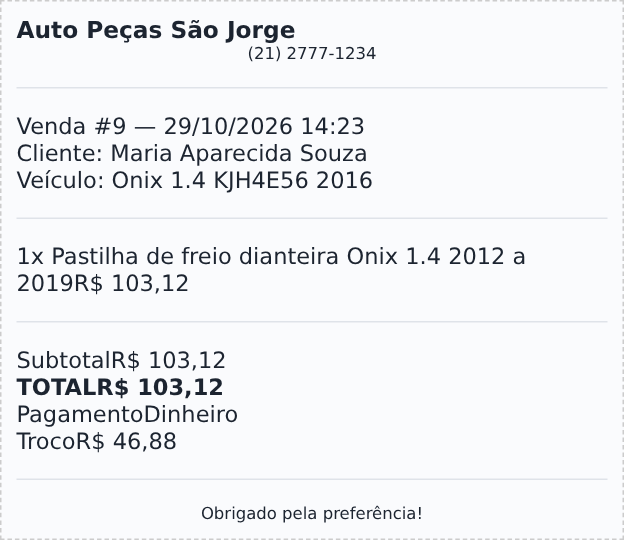 Auto Peças São Jorge
(21) 2777-1234
Venda #9 — 29/10/2026 14:23
Cliente: Maria Aparecida Souza
Veículo: Onix 1.4 KJH4E56 2016
1x Pastilha de freio dianteira Onix 1.4 2012 a
2019R$ 103,12
SubtotalR$ 103,12
TOTALR$ 103,12
PagamentoDinheiro
TrocoR$ 46,88
Obrigado pela preferência!